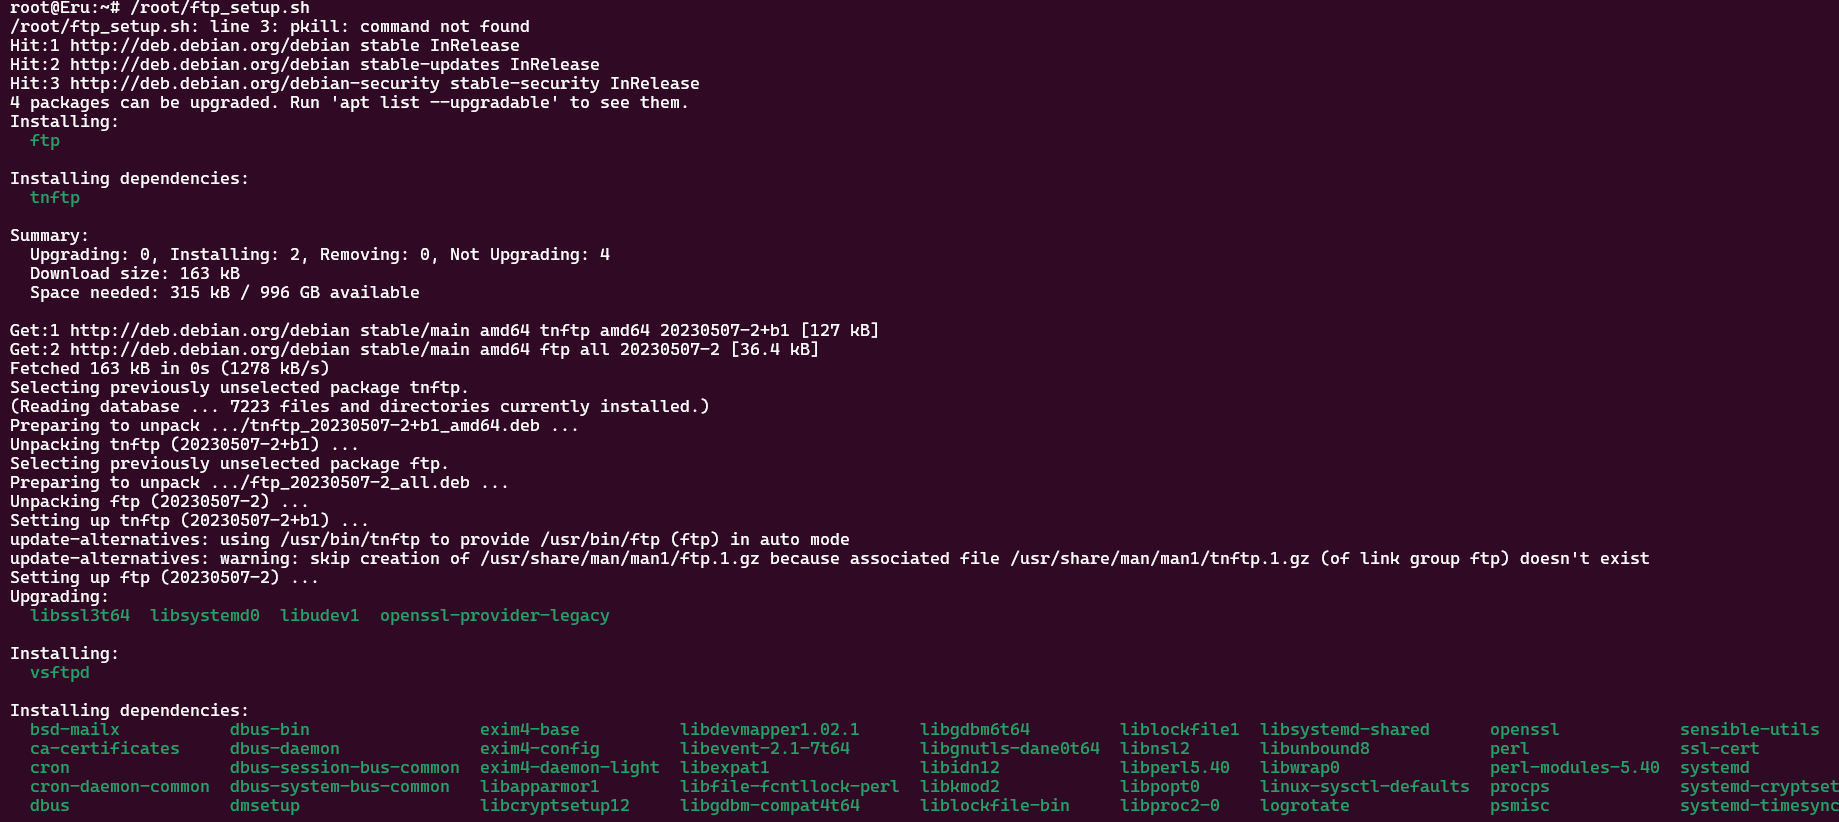 root@Eru:~# /root/ftp_setup.sh
/root/ftp_setup.sh: line 3: pkill: command not found
Hit:1 http://deb.debian.org/debian stable InRelease
Hit:2 http://deb.debian.org/debian stable-updates InRelease
Hit:3 http://deb.debian.org/debian-security stable-security InRelease
4 packages can be upgraded. Run 'apt list --upgradable' to see them.
Installing:
  ftp

Installing dependencies:
  tnftp

Summary:
  Upgrading: 0, Installing: 2, Removing: 0, Not Upgrading: 4
  Download size: 163 kB
  Space needed: 315 kB / 996 GB available

Get:1 http://deb.debian.org/debian stable/main amd64 tnftp amd64 20230507-2+b1 [127 kB]
Get:2 http://deb.debian.org/debian stable/main amd64 ftp all 20230507-2 [36.4 kB]
Fetched 163 kB in 0s (1278 kB/s)
Selecting previously unselected package tnftp.
(Reading database ... 7223 files and directories currently installed.)
Preparing to unpack .../tnftp_20230507-2+b1_amd64.deb ...
Unpacking tnftp (20230507-2+b1) ...
Selecting previously unselected package ftp.
Preparing to unpack .../ftp_20230507-2_all.deb ...
Unpacking ftp (20230507-2) ...
Setting up tnftp (20230507-2+b1) ...
update-alternatives: using /usr/bin/tnftp to provide /usr/bin/ftp (ftp) in auto mode
update-alternatives: warning: skip creation of /usr/share/man/man1/ftp.1.gz because associated file /usr/share/man/man1/tnftp.1.gz (of link group ftp) doesn't exist
Setting up ftp (20230507-2) ...
Upgrading:
  libssl3t64  libsystemd0  libudev1  openssl-provider-legacy

Installing:
  vsftpd

Installing dependencies:
  bsd-mailx           dbus-bin                 exim4-base          libdevmapper1.02.1     libgdbm6t64         liblockfile1  libsystemd-shared      openssl            sensible-utils
  ca-certificates     dbus-daemon              exim4-config        libevent-2.1-7t64      libgnutls-dane0t64  libnsl2       libunbound8            perl               ssl-cert
  cron                dbus-session-bus-common  exim4-daemon-light  libexpat1              libidn12            libperl5.40   libwrap0               perl-modules-5.40  systemd
  cron-daemon-common  dbus-system-bus-common   libapparmor1        libfile-fcntllock-perl  libkmod2            libpopt0      linux-sysctl-defaults  procps             systemd-cryptset
  dbus                dmsetup                  libcryptsetup12     libgdbm-compat4t64     liblockfile-bin     libproc2-0    logrotate              psmisc             systemd-timesync